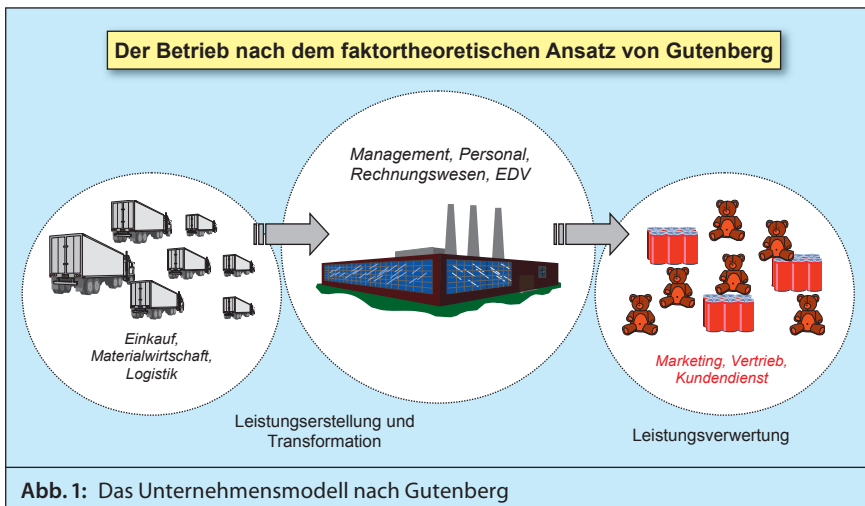 Der Betrieb nach dem faktortheoretischen Ansatz von Gutenberg
Management, Personal,
Rechnungswesen, EDV
Einkauf,
Materialwirtschaft,
Logistik
Marketing, Vertrieb,
Kundendienst
Leistungserstellung und
Transformation
Leistungsverwertung
Abb. 1: Das Unternehmensmodell nach Gutenberg